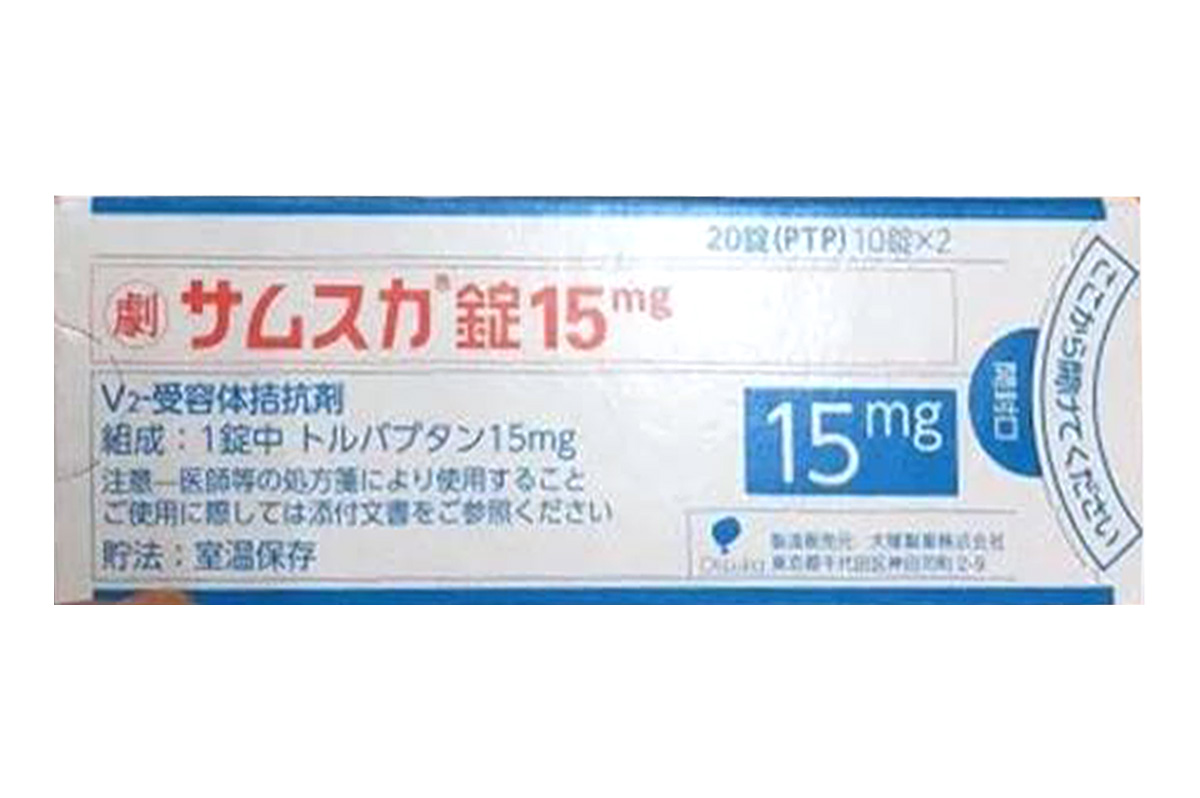 20錠(PTP)10錠×2
劇 サムスカ®錠15mg
V2-受容体拮抗剤
組成：1錠中 トルバプタン15mg
注意—医師等の処方箋により使用すること
ご使用に際しては添付文書をご参照ください
貯法：室温保存
15mg
開封口
ここから開けてください
Otsuka
製造販売元 大塚製薬株式会社
東京都千代田区神田司町2-9